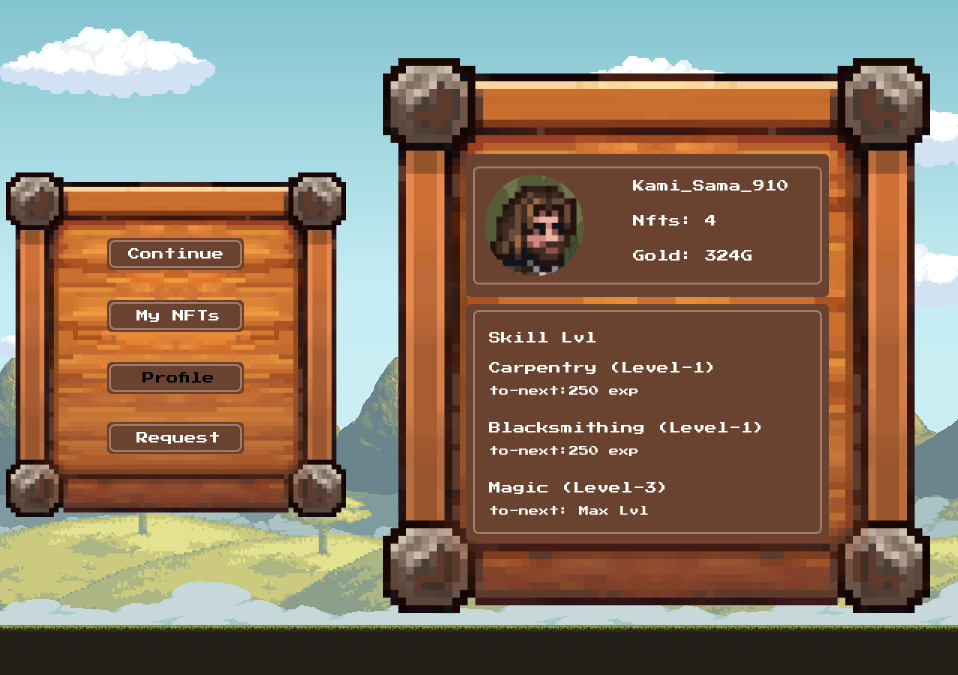 Continue
My NFTs
Profile
Request
Kami_Sama_910
Nfts: 4
Gold: 324G
Skill Lvl
Carpentry (Level-1)
to-next:250 exp
Blacksmithing (Level-1)
to-next:250 exp
Magic (Level-3)
to-next: Max Lvl